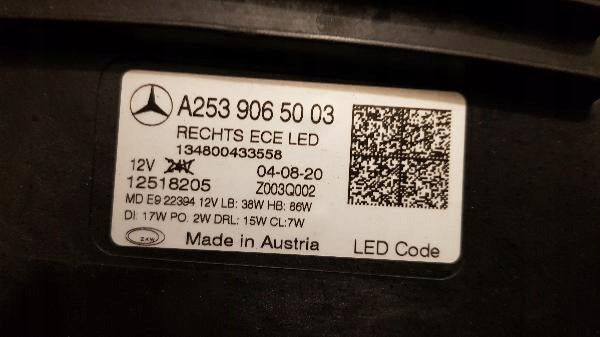 A253 906 50 03
RECHTS ECE LED
134800433558
12V 24V 04-08-20
12518205 Z003Q002
MD E9 22394 12V LB: 38W HB: 86W
DI: 17W PO: 2W DRL: 15W CL:7W
ZKW Made in Austria LED Code